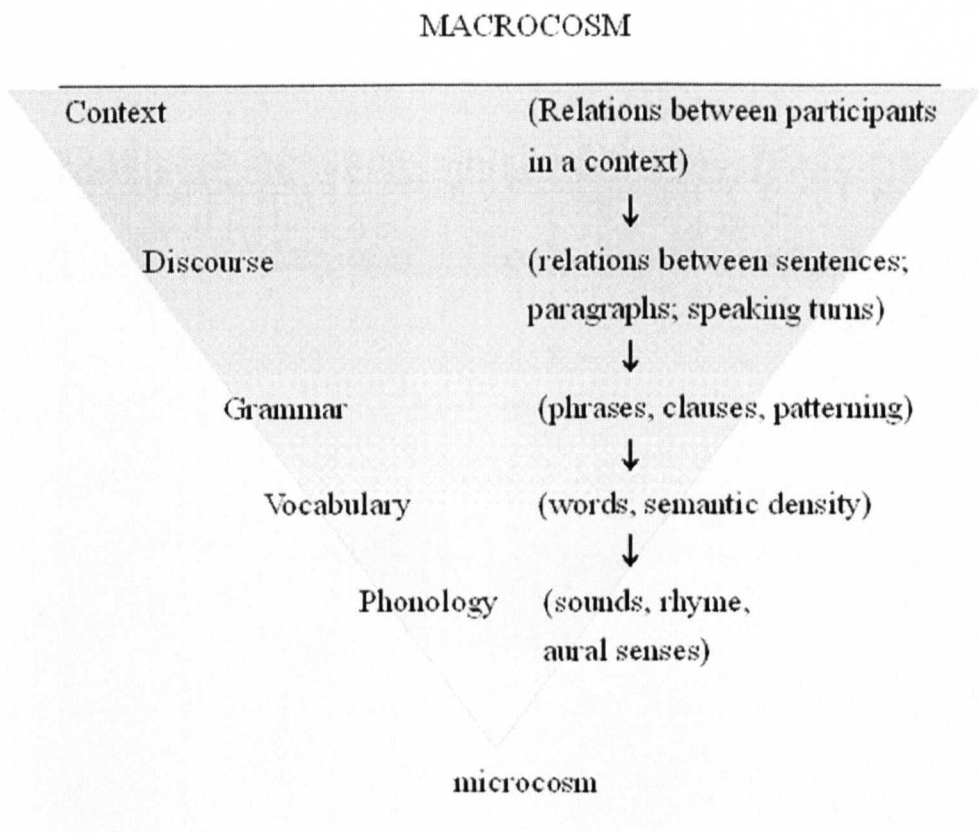 MACROCOSM
Context (Relations between participants
in a context)
↓
Discourse (relations between sentences;
paragraphs; speaking turns)
↓
Grammar (phrases, clauses, patterning)
↓
Vocabulary (words, semantic density)
↓
Phonology (sounds, rhyme,
aural senses)
microcosm